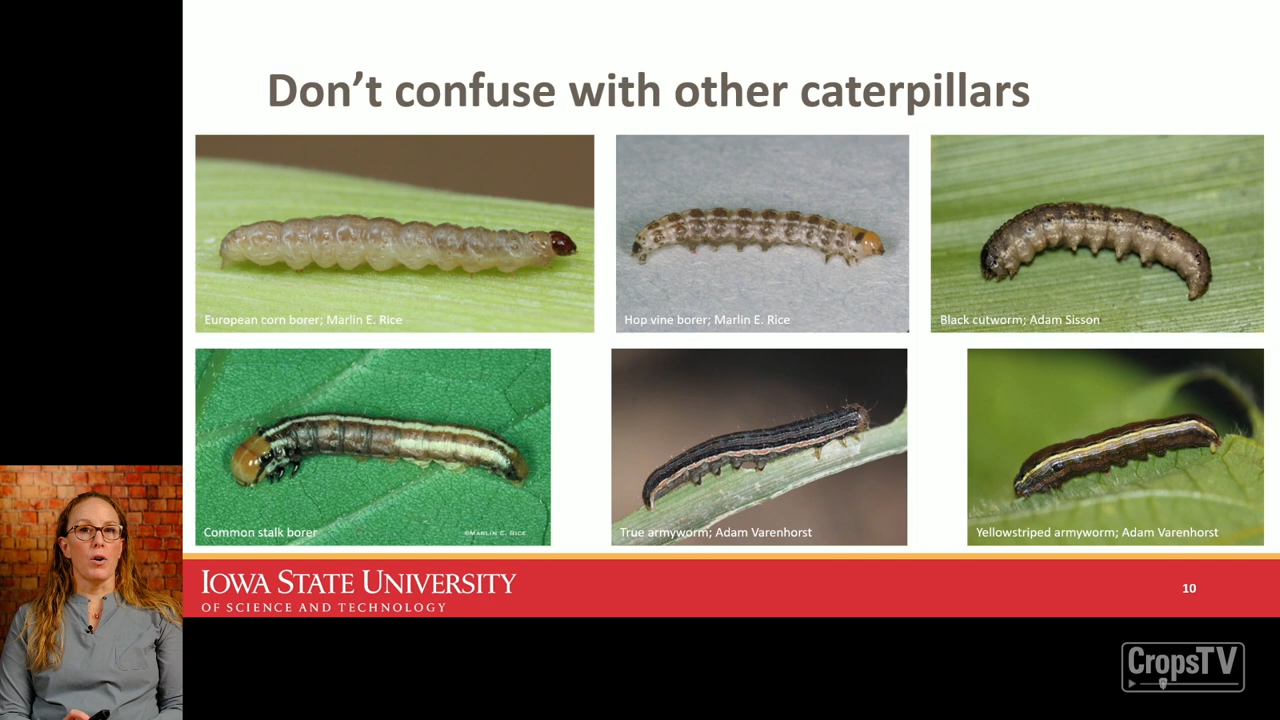 Don't confuse with other caterpillars
European corn borer; Marlin E. Rice
Hop vine borer; Marlin E. Rice
Black cutworm; Adam Sisson
Common stalk borer
©MARLIN E. RICE
True armyworm; Adam Varenhorst
Yellowstriped armyworm; Adam Varenhorst
IOWA STATE UNIVERSITY
OF SCIENCE AND TECHNOLOGY
10
CropsTV